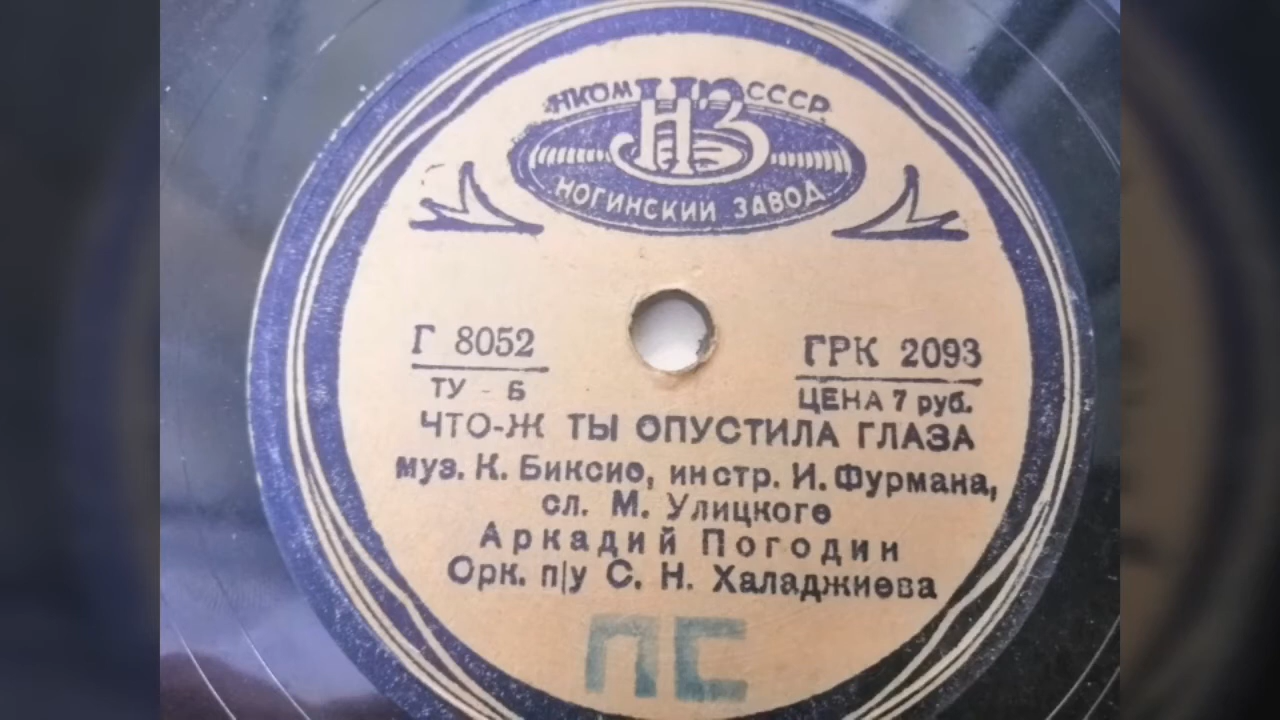 НКОМ СССР
НЗ
НОГИНСКИЙ ЗАВОД
Г 8052
ТУ - Б
ГРК 2093
ЦЕНА 7 руб.
ЧТО-Ж ТЫ ОПУСТИЛА ГЛАЗА
муз. К. Биксио, инстр. И. Фурмана,
сл. М. Улицкого
Аркадий Погодин
Орк. п/у С. Н. Халаджиева
ПС